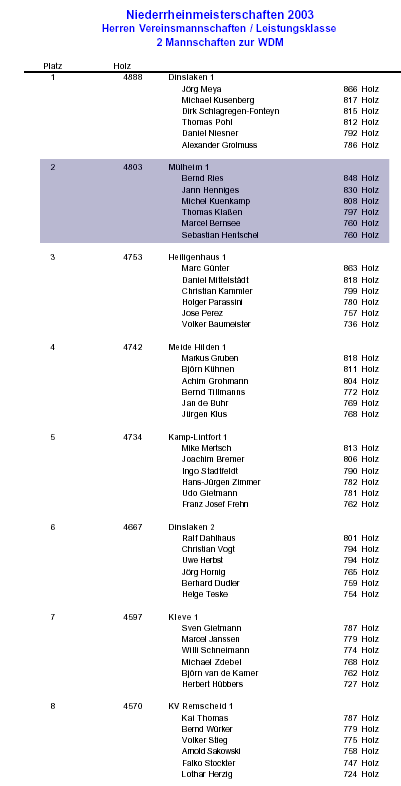 Niederrheinmeisterschaften 2003
Herren Vereinsmannschaften / Leistungsklasse
2 Mannschaften zur WDM
Platz Holz
1 4888 Dinslaken 1
Jörg Meya 866 Holz
Michael Kusenberg 817 Holz
Dirk Schlagregen-Fonteyn 815 Holz
Thomas Pohl 812 Holz
Daniel Niesner 792 Holz
Alexander Grolmuss 786 Holz
2 4803 Mülheim 1
Bernd Ries 848 Holz
Jann Henniges 830 Holz
Michel Kuenkamp 808 Holz
Thomas Klaßen 797 Holz
Marcel Bernsee 760 Holz
Sebastian Hentschel 760 Holz
3 4753 Heiligenhaus 1
Marc Günter 863 Holz
Daniel Mittelstädt 818 Holz
Christian Kammler 799 Holz
Holger Parassini 780 Holz
Jose Perez 757 Holz
Volker Baumeister 736 Holz
4 4742 Meide Hilden 1
Markus Gruben 818 Holz
Björn Kühnen 811 Holz
Achim Grohmann 804 Holz
Bernd Tillmanns 772 Holz
Jan de Buhr 769 Holz
Jürgen Klus 768 Holz
5 4734 Kamp-Lintfort 1
Mike Mertsch 813 Holz
Joachim Bremer 806 Holz
Ingo Stadtfeldt 790 Holz
Hans-Jürgen Zimmer 782 Holz
Udo Gietmann 781 Holz
Franz Josef Frehn 762 Holz
6 4667 Dinslaken 2
Ralf Dahlhaus 801 Holz
Christian Vogt 794 Holz
Uwe Herbst 794 Holz
Jörg Hornig 765 Holz
Berhard Dudler 759 Holz
Helge Teske 754 Holz
7 4597 Kleve 1
Sven Gietmann 787 Holz
Marcel Janssen 779 Holz
Willi Schneimann 774 Holz
Michael Zdebel 768 Holz
Björn van de Kamer 762 Holz
Herbert Hübbers 727 Holz
8 4570 KV Remscheid 1
Kai Thomas 787 Holz
Bernd Würker 779 Holz
Volker Stieg 775 Holz
Arnold Sakowski 758 Holz
Falko Stockter 747 Holz
Lothar Herzig 724 Holz